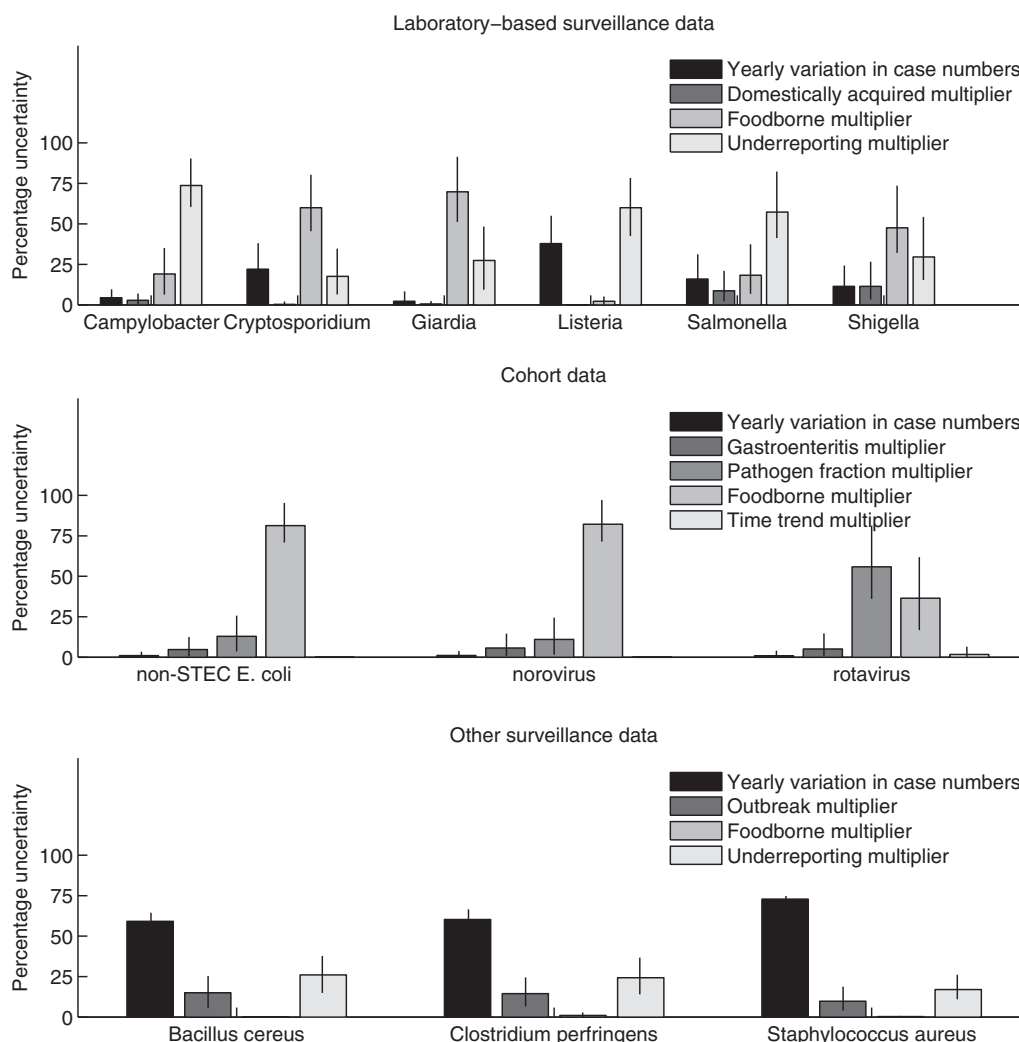 Laboratory−based surveillance data
Percentage uncertainty
100
75
50
25
0
Yearly variation in case numbers
Domestically acquired multiplier
Foodborne multiplier
Underreporting multiplier
Campylobacter Cryptosporidium Giardia Listeria Salmonella Shigella
Cohort data
Percentage uncertainty
100
75
50
25
0
Yearly variation in case numbers
Gastroenteritis multiplier
Pathogen fraction multiplier
Foodborne multiplier
Time trend multiplier
non-STEC E. coli norovirus rotavirus
Other surveillance data
Percentage uncertainty
100
75
50
25
0
Yearly variation in case numbers
Outbreak multiplier
Foodborne multiplier
Underreporting multiplier
Bacillus cereus Clostridium perfringens Staphylococcus aureus